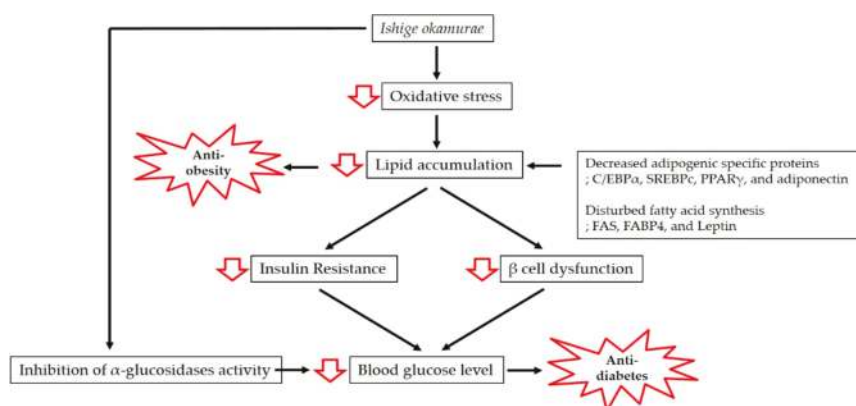 Ishige okamurae
Oxidative stress
Anti-
obesity
Lipid accumulation
Decreased adipogenic specific proteins
; C/EBPα, SREBPc, PPARγ, and adiponectin
Disturbed fatty acid synthesis
; FAS, FABP4, and Leptin
Insulin Resistance
β cell dysfunction
Inhibition of α-glucosidases activity
Blood glucose level
Anti-
diabetes